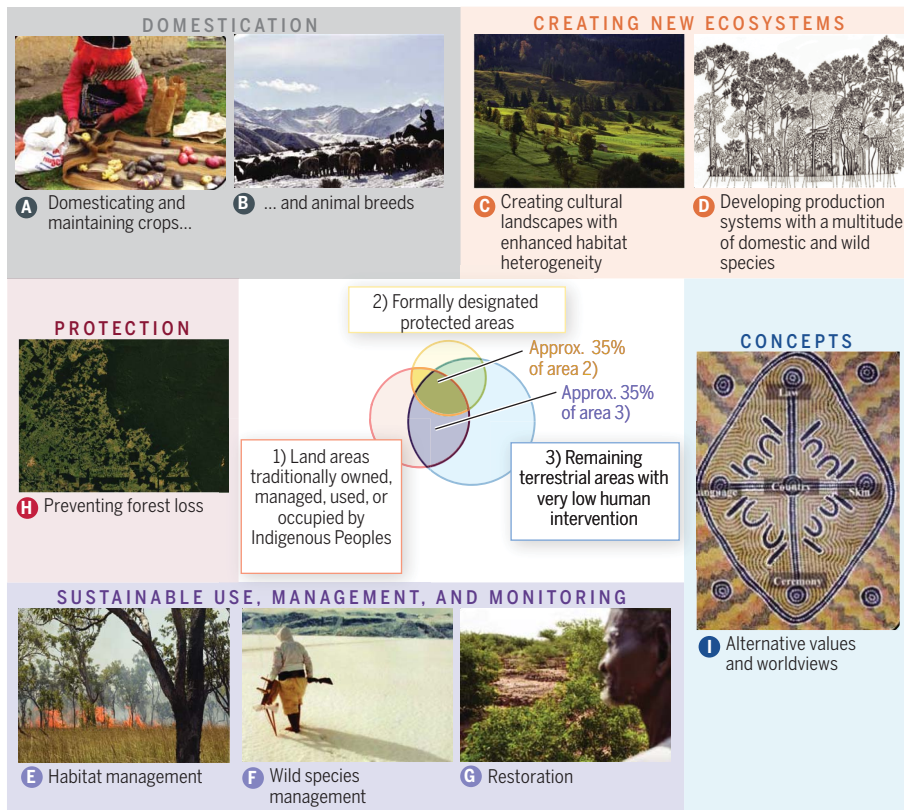 DOMESTICATION
A Domesticating and
maintaining crops...
B ... and animal breeds
CREATING NEW ECOSYSTEMS
C Creating cultural
landscapes with
enhanced habitat
heterogeneity
D Developing production
systems with a multitude
of domestic and wild
species
PROTECTION
H Preventing forest loss
2) Formally designated
protected areas
Approx. 35%
of area 2)
Approx. 35%
of area 3)
1) Land areas
traditionally owned,
managed, used, or
occupied by
Indigenous Peoples
3) Remaining
terrestrial areas with
very low human
intervention
CONCEPTS
Law
anguage
Country
Skin
Ceremony
I Alternative values
and worldviews
SUSTAINABLE USE, MANAGEMENT, AND MONITORING
E Habitat management
F Wild species
management
G Restoration